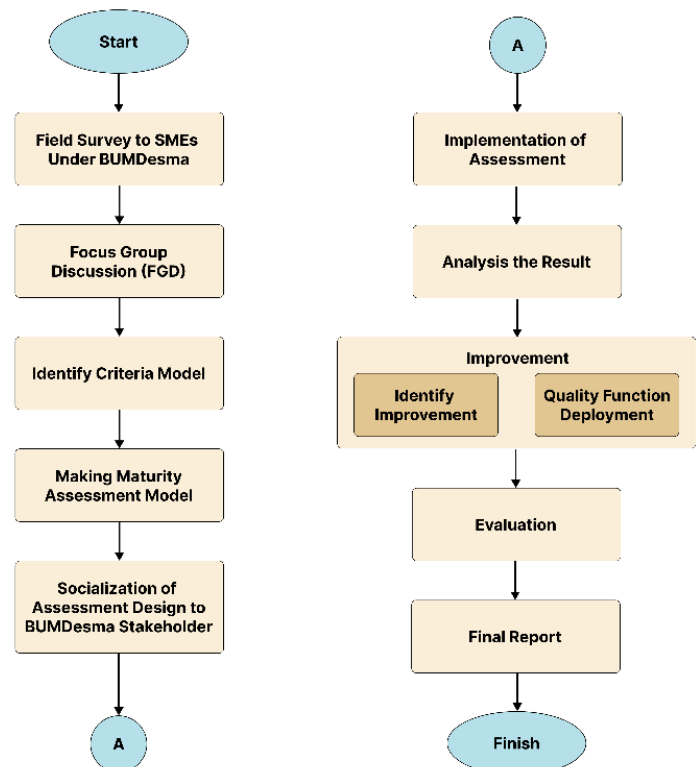 Start
Field Survey to SMEs
Under BUMDesma
Focus Group
Discussion (FGD)
Identify Criteria Model
Making Maturity
Assessment Model
Socialization of
Assessment Design to
BUMDesma Stakeholder
A
A
Implementation of
Assessment
Analysis the Result
Improvement
Identify
Improvement
Quality Function
Deployment
Evaluation
Final Report
Finish